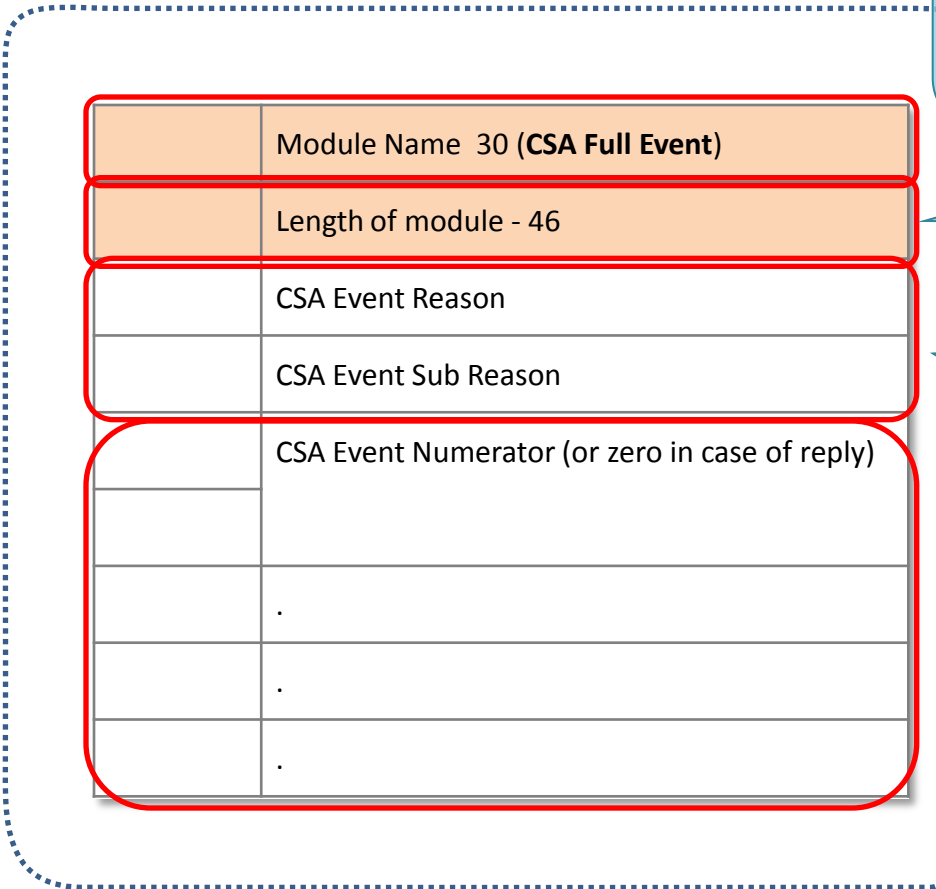 Module Name  30 (CSA Full Event)
Length of module - 46
CSA Event Reason
CSA Event Sub Reason
CSA Event Numerator (or zero in case of reply)
.
.
.